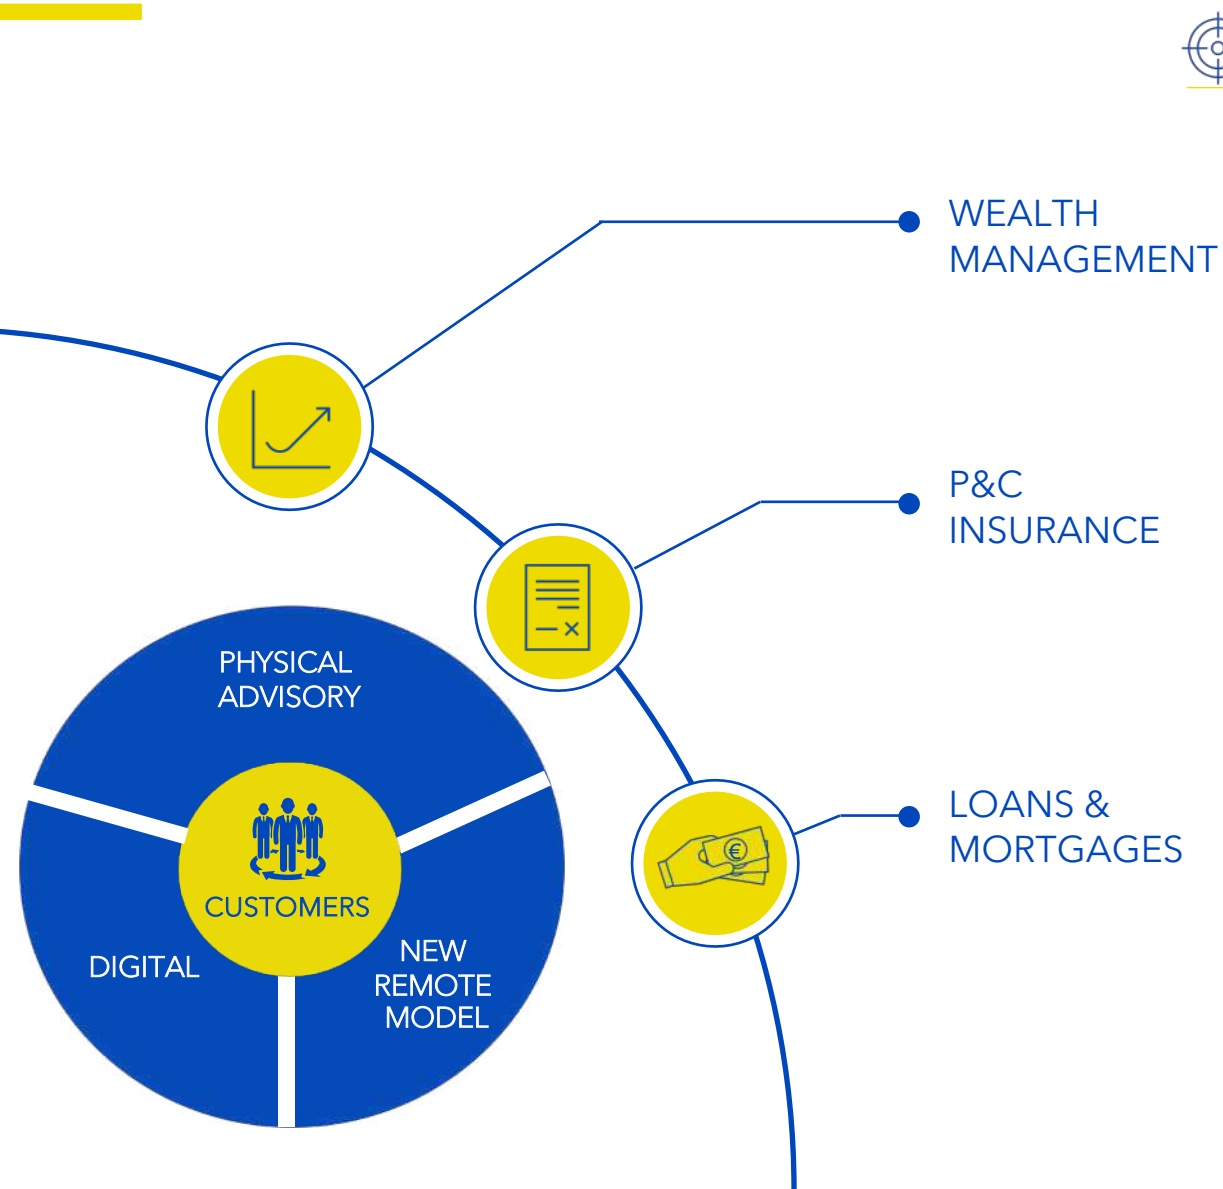 WEALTH
MANAGEMENT
P&C
INSURANCE
PHYSICAL
ADVISORY
LOANS &
MORTGAGES
€
CUSTOMERS
DIGITAL
NEW
REMOTE
MODEL